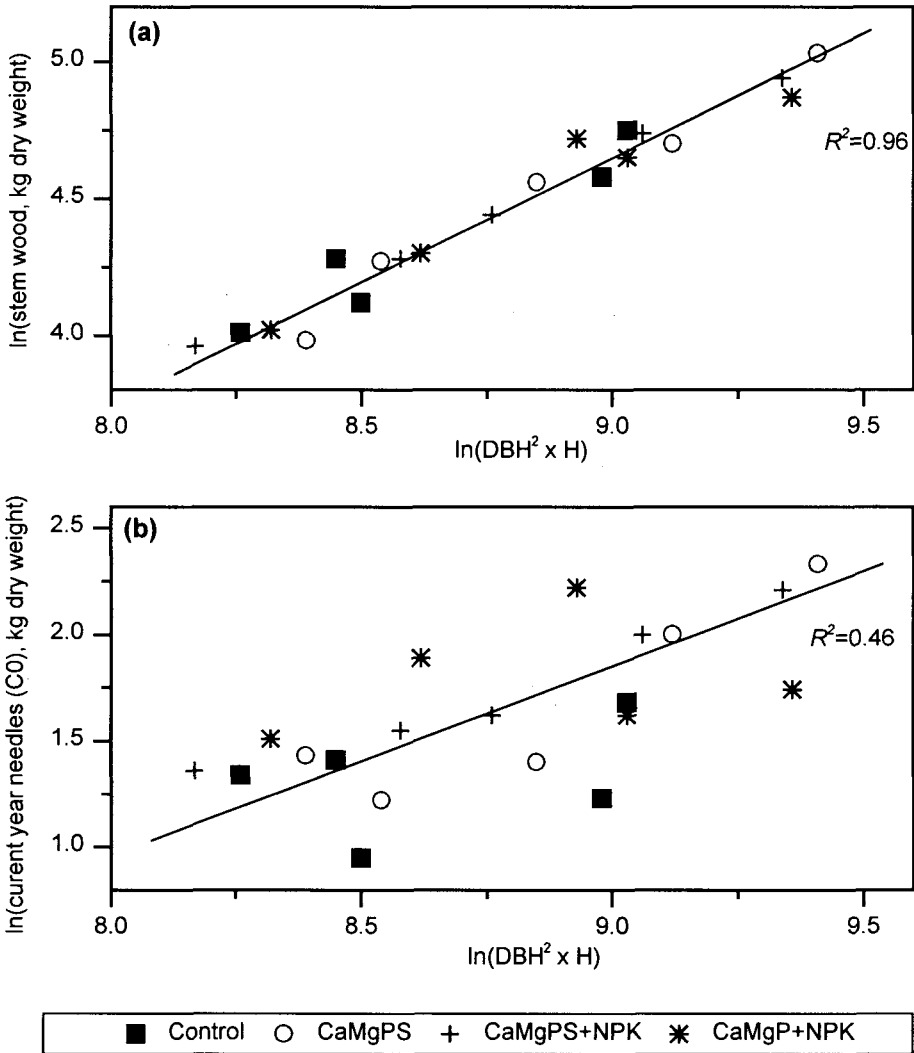 (a)
ln(stem wood, kg dry weight)
5.0
4.5
4.0
R²=0.96
8.0 8.5 9.0 9.5
ln(DBH² x H)
(b)
ln(curent year needles (C0), kg dry weight)
2.5
2.0
1.5
1.0
R²=0.46
8.0 8.5 9.0 9.5
ln(DBH² x H)
Control CaMgPS CaMgPS+NPK CaMgP+NPK